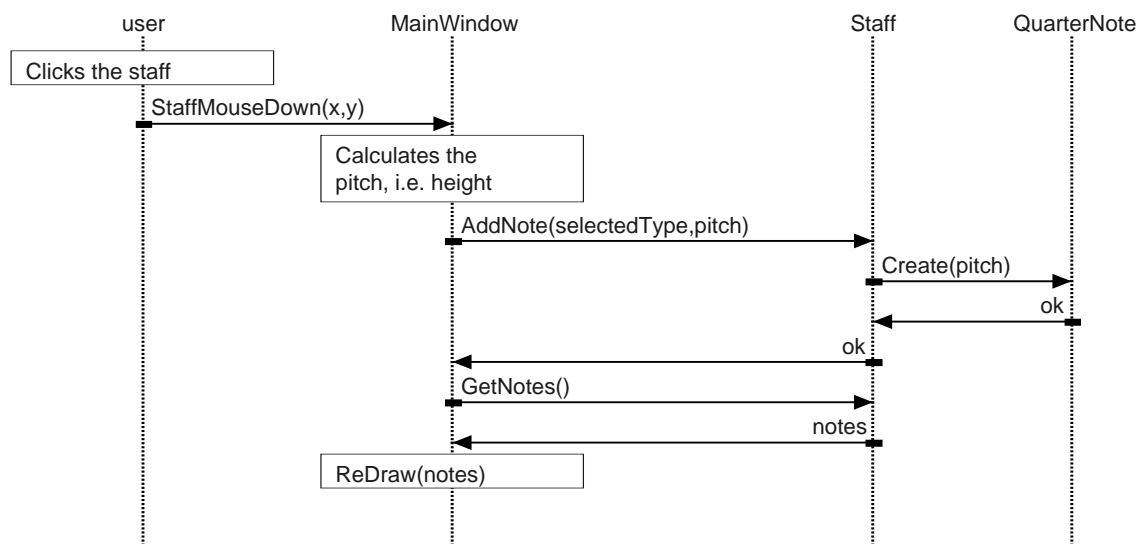 user
MainWindow
Staff
QuarterNote
Clicks the staff
StaffMouseDown(x,y)
Calculates the
pitch, i.e. height
AddNote(selectedType,pitch)
Create(pitch)
ok
ok
GetNotes()
notes
ReDraw(notes)